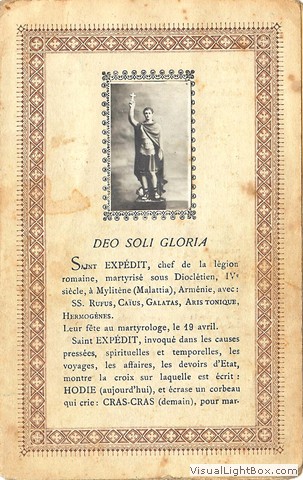 DEO SOLI GLORIA
SAINT EXPÉDIT, chef de la légion
romaine, martyrisé sous Dioclétien, IVe
siècle, à Mylitène (Malattia), Arménie, avec :
SS. RUFUS, CAÏUS, GALATAS, ARISTONIQUE,
HERMOGÈNES.
Leur fête au martyrologe, le 19 avril.
Saint EXPÉDIT, invoqué dans les causes
pressées, spirituelles et temporelles, les
voyages, les affaires, les devoirs d'Etat,
montre la croix sur laquelle est écrit :
HODIE (aujourd'hui), et écrase un corbeau
qui crie : CRAS-CRAS (demain), pour mar-
VisualLightBox.com